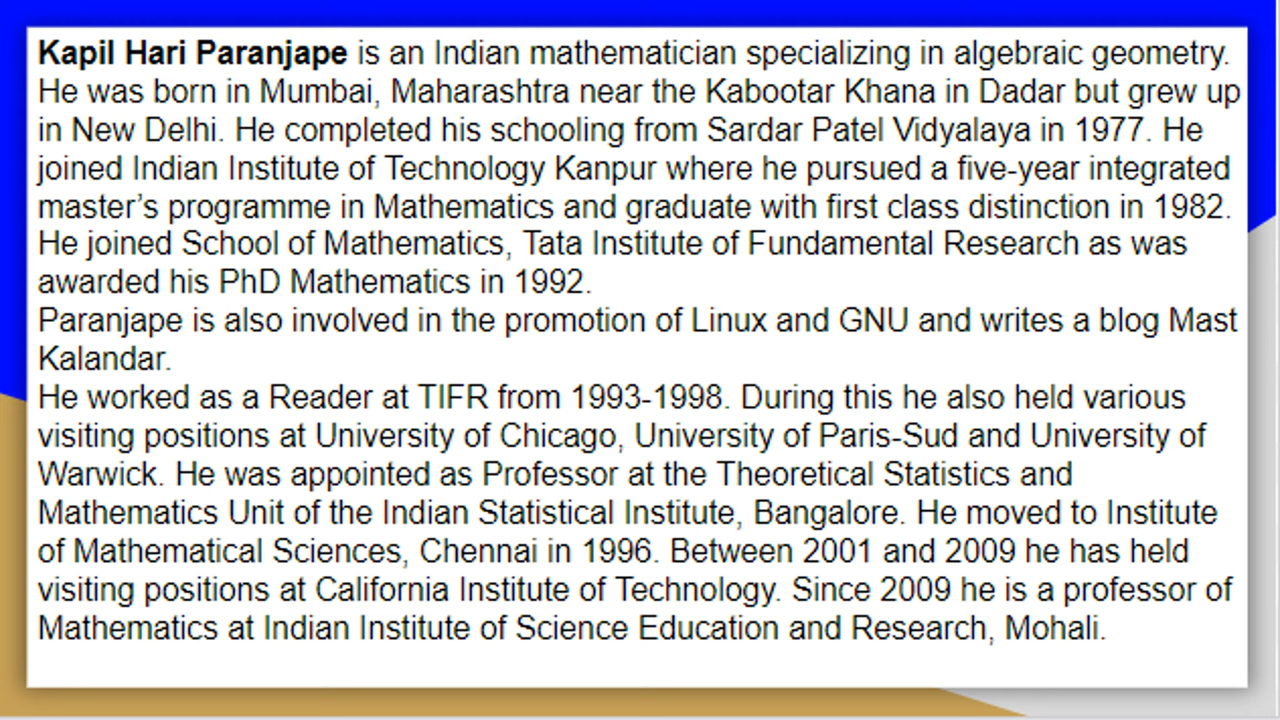 Kapil Hari Paranjape is an Indian mathematician specializing in algebraic geometry.
He was born in Mumbai, Maharashtra near the Kabootar Khana in Dadar but grew up
in New Delhi. He completed his schooling from Sardar Patel Vidyalaya in 1977. He
joined Indian Institute of Technology Kanpur where he pursued a five-year integrated
master’s programme in Mathematics and graduate with first class distinction in 1982.
He joined School of Mathematics, Tata Institute of Fundamental Research as was
awarded his PhD Mathematics in 1992.
Paranjape is also involved in the promotion of Linux and GNU and writes a blog Mast
Kalandar.
He worked as a Reader at TIFR from 1993-1998. During this he also held various
visiting positions at University of Chicago, University of Paris-Sud and University of
Warwick. He was appointed as Professor at the Theoretical Statistics and
Mathematics Unit of the Indian Statistical Institute, Bangalore. He moved to Institute
of Mathematical Sciences, Chennai in 1996. Between 2001 and 2009 he has held
visiting positions at California Institute of Technology. Since 2009 he is a professor of
Mathematics at Indian Institute of Science Education and Research, Mohali.